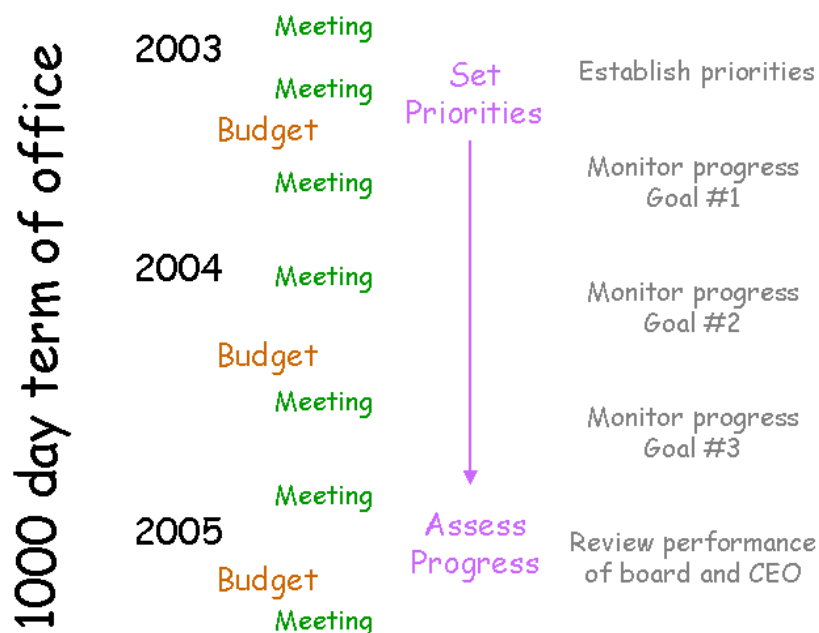 1000 day term of office
2003
Meeting
Meeting
Budget
Meeting
2004
Meeting
Budget
Meeting
Meeting
2005
Budget
Meeting
Set
Priorities
Assess
Progress
Establish priorities
Monitor progress
Goal #1
Monitor progress
Goal #2
Monitor progress
Goal #3
Review performance
of board and CEO